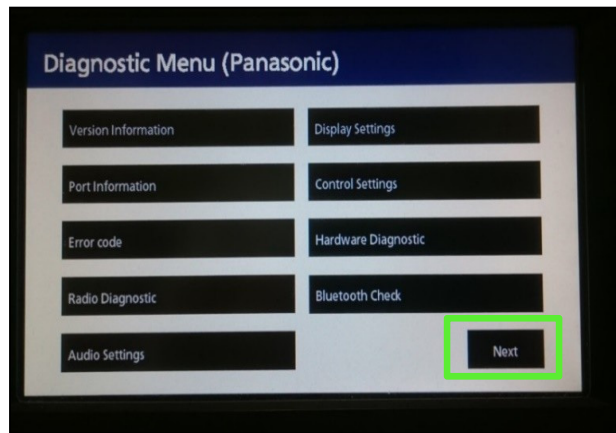 Diagnostic Menu (Panasonic)
Version Information
Display Settings
Port Information
Control Settings
Error code
Hardware Diagnostic
Radio Diagnostic
Bluetooth Check
Audio Settings
Next